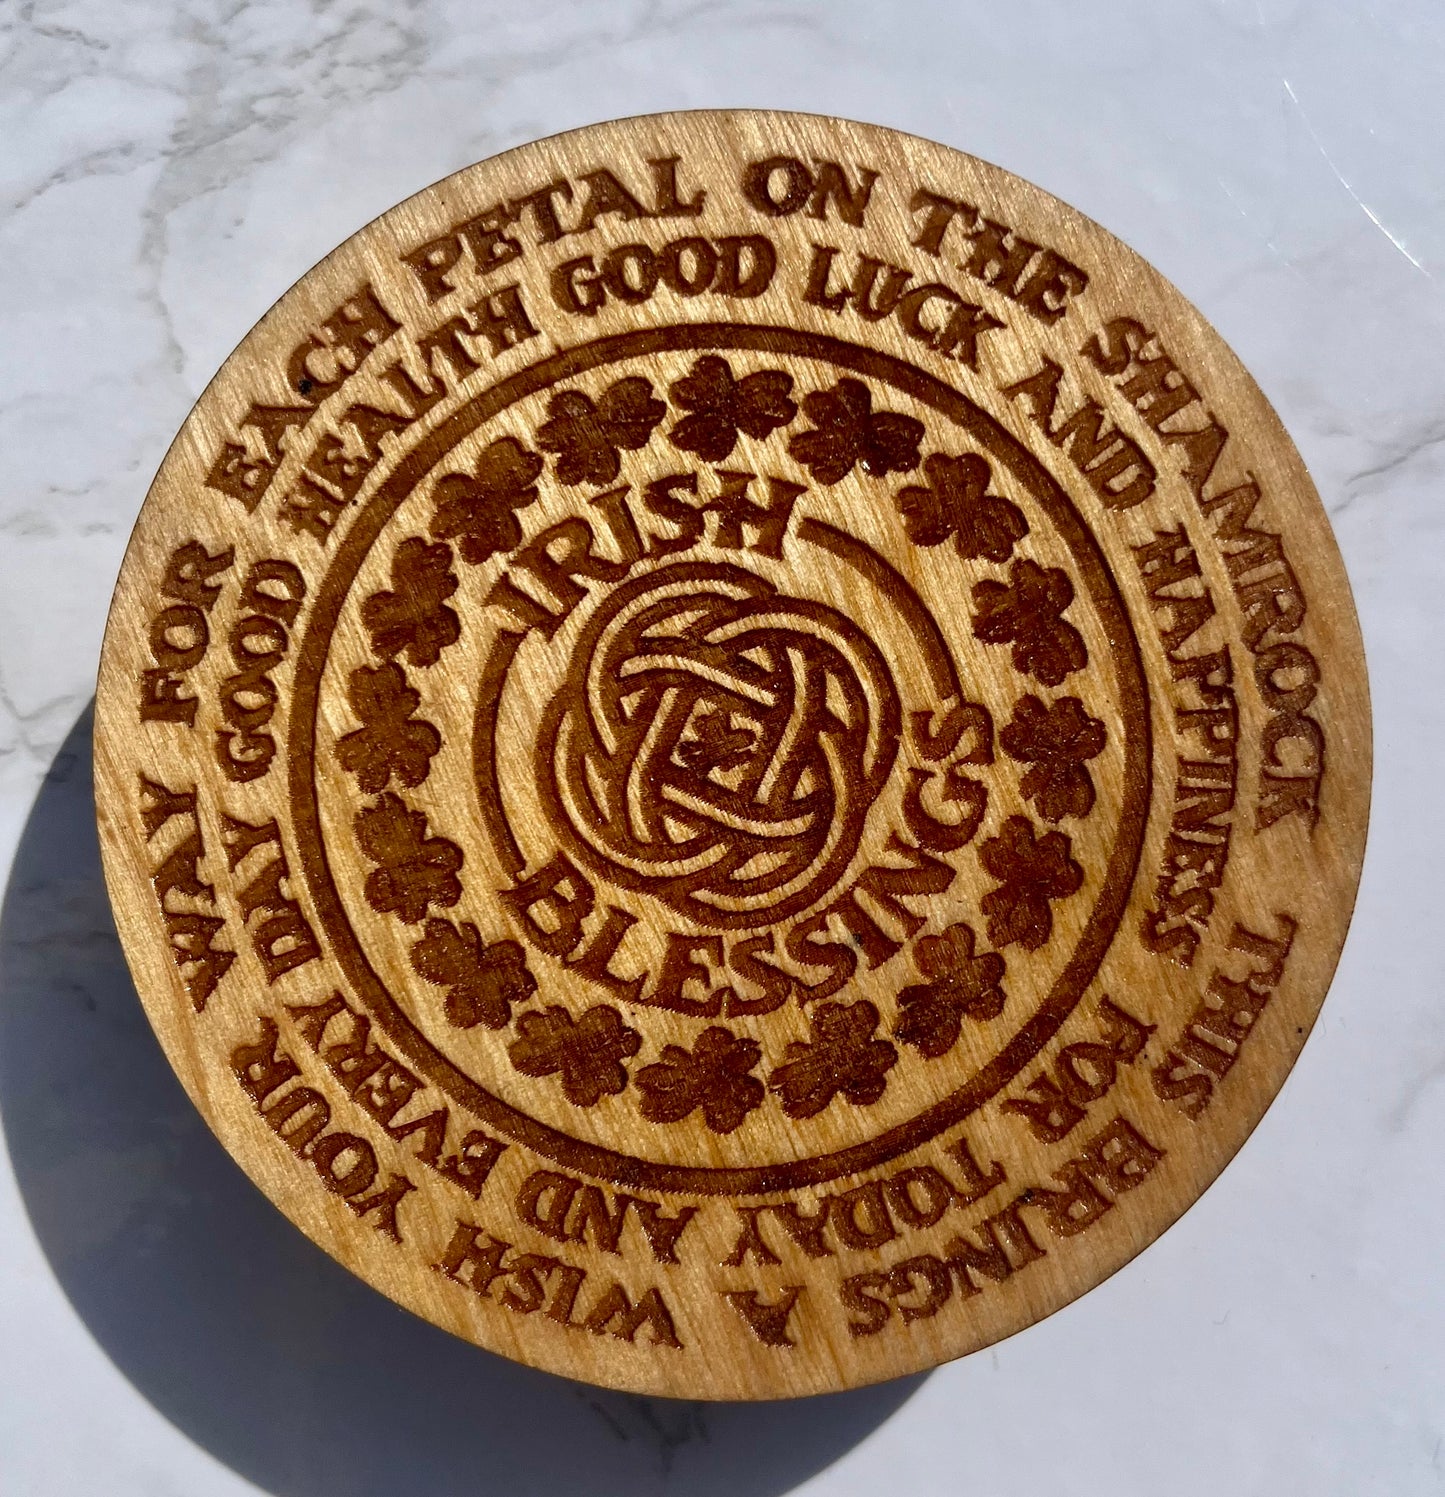 FOR EACH PETAL ON THE SHAMROCK THIS BRINGS A WISH YOUR WAY
GOOD HEALTH GOOD LUCK AND HAPPINESS FOR TODAY AND EVERY DAY
IRISH
BLESSINGS